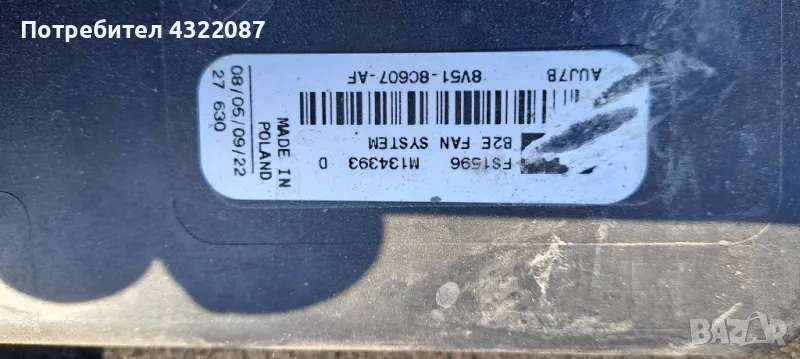 Потребител 4322087
FS1596 M134393 D
B2E FAN SYSTEM
AUJ7B 8V51-8C607-AF
MADE IN
POLAND
08/05/09/22
27 630
BAZAR